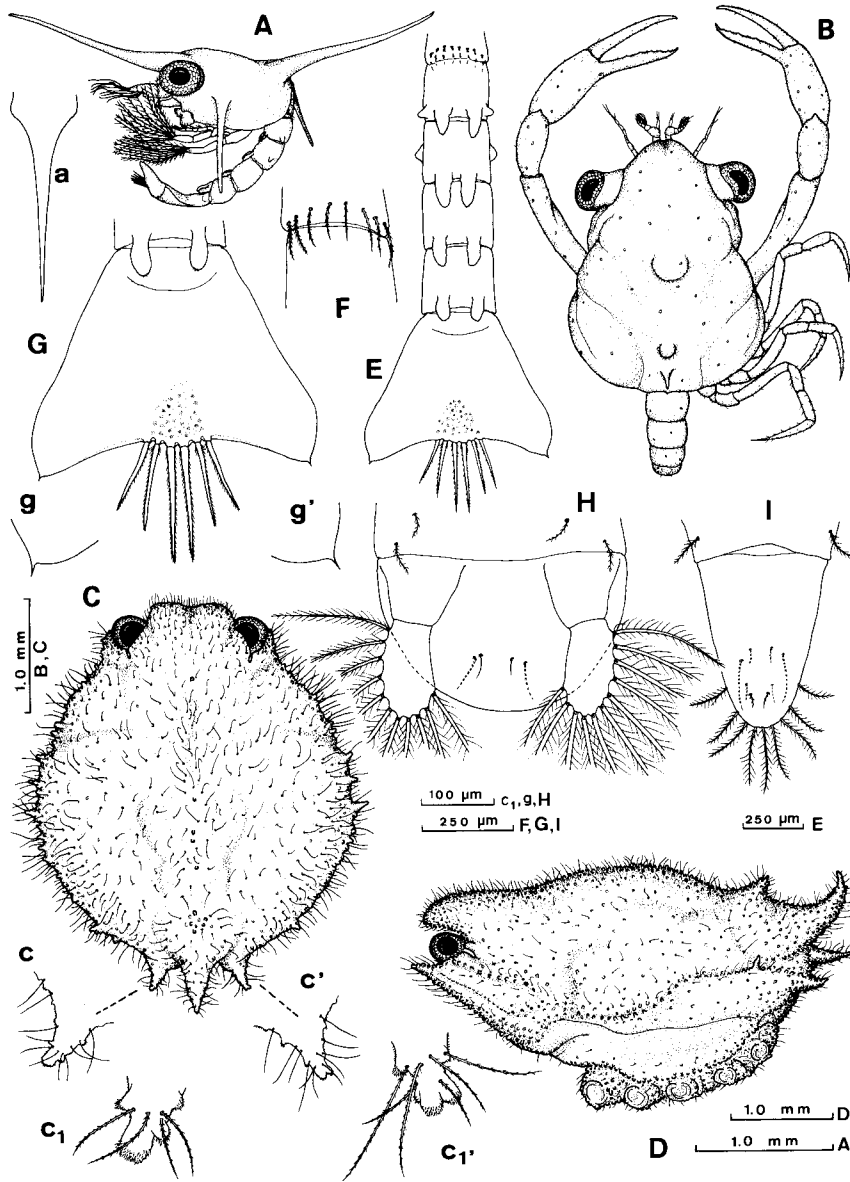 A
B
a
F
G
E
g
g'
H
I
C
1.0 mm
B, C
100 µm c₁, g, H
250 µm F, G, I
250 µm E
c
c'
c₁
c₁'
1.0 mm D
D
1.0 mm A